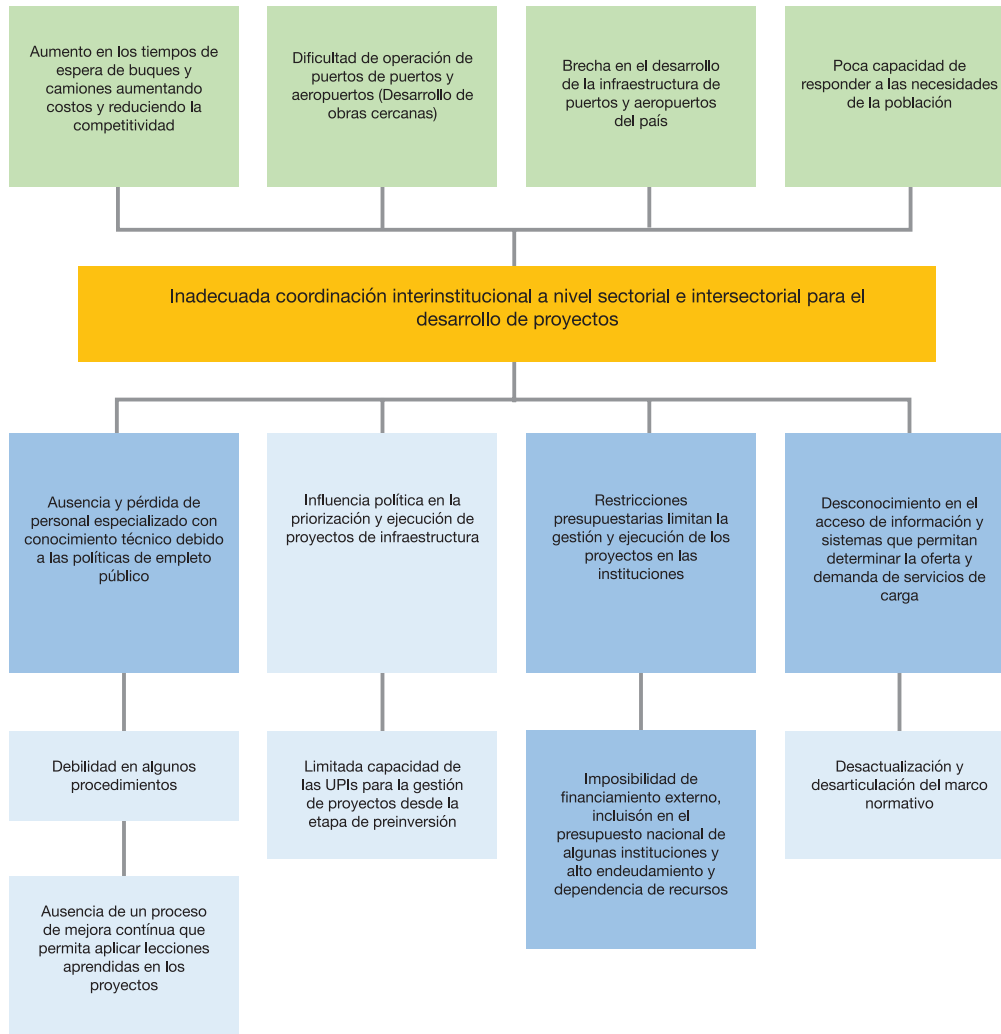 Aumento en los tiempos de
espera de buques y
camiones aumentando
costos y reduciendo la
competitividad
Dificultad de operación de
puertos de puertos y
aeropuertos (Desarrollo de
obras cercanas)
Brecha en el desarrollo
de la infraestructura de
puertos y aeropuertos
del país
Poca capacidad de
responder a las necesidades
de la población
Inadecuada coordinación interinstitucional a nivel sectorial e intersectorial para el
desarrollo de proyectos
Ausencia y pérdida de
personal especializado con
conocimiento técnico debido
a las políticas de empleto
público
Influencia política en la
priorización y ejecución de
proyectos de infraestructura
Restricciones
presupuestarias limitan la
gestión y ejecución de los
proyectos en las
instituciones
Desconocimiento en el
acceso de información y
sistemas que permitan
determinar la oferta y
demanda de servicios de
carga
Debilidad en algunos
procedimientos
Limitada capacidad de
las UPIs para la gestión
de proyectos desde la
etapa de preinversión
Imposibilidad de
financiamiento externo,
incluisón en el
presupuesto nacional de
algunas instituciones y
alto endeudamiento y
dependencia de recursos
Desactualización y
desarticulación del marco
normativo
Ausencia de un proceso
de mejora contínua que
permita aplicar lecciones
aprendidas en los
proyectos